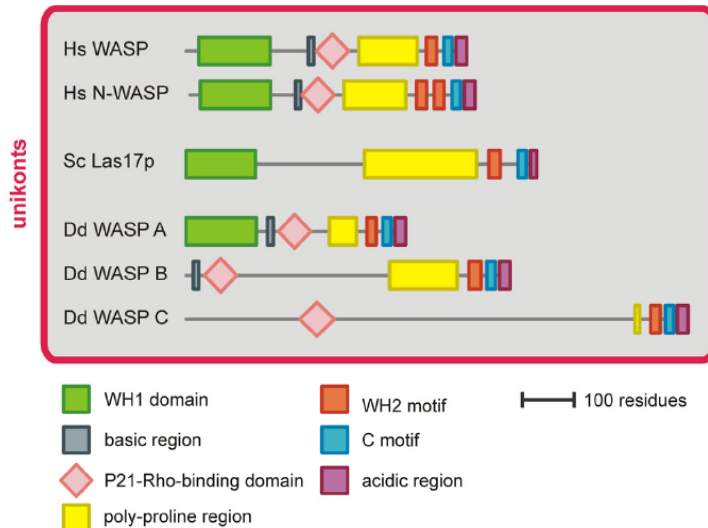 unikonts
Hs WASP
Hs N-WASP
Sc Las17p
Dd WASP A
Dd WASP B
Dd WASP C
WH1 domain
basic region
P21-Rho-binding domain
poly-proline region
WH2 motif
C motif
acidic region
100 residues